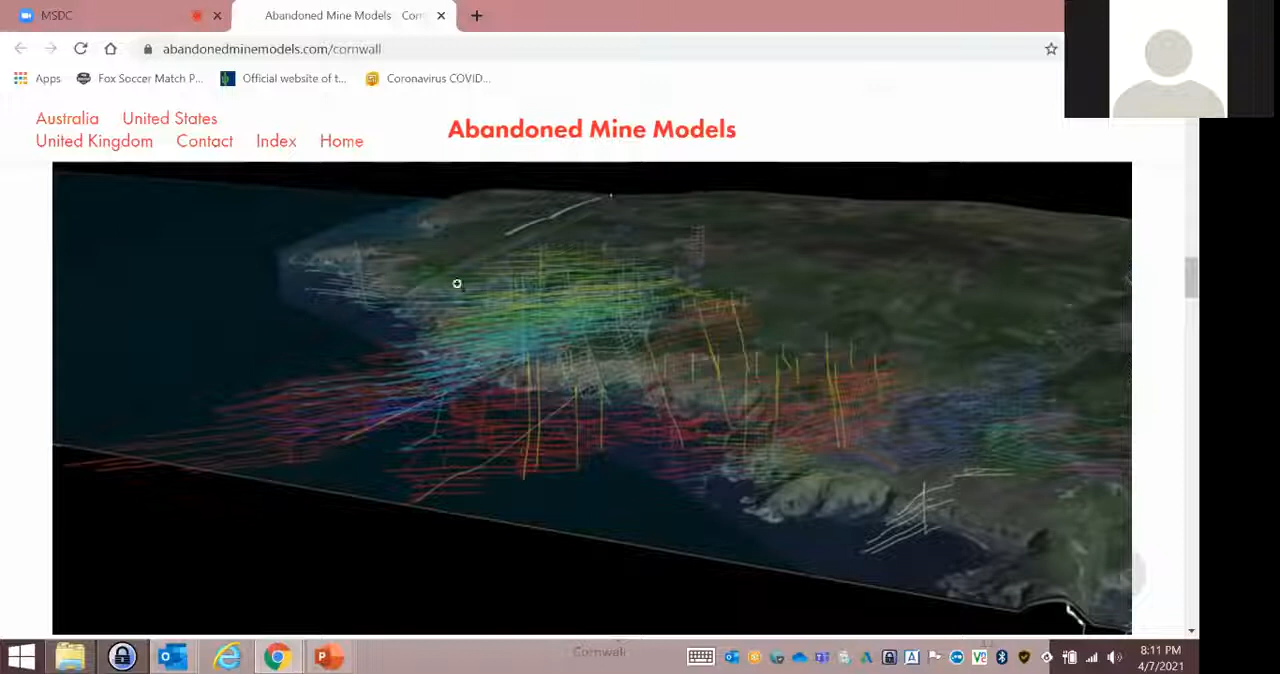 MSDC
Abandoned Mine Models Corn
abandonedminemodels.com/cornwall
Apps
Fox Soccer Match P...
Official website of t...
Coronavirus COVID...
Australia United States
United Kingdom Contact Index Home
Abandoned Mine Models
Cornwall
8:11 PM
4/7/2021